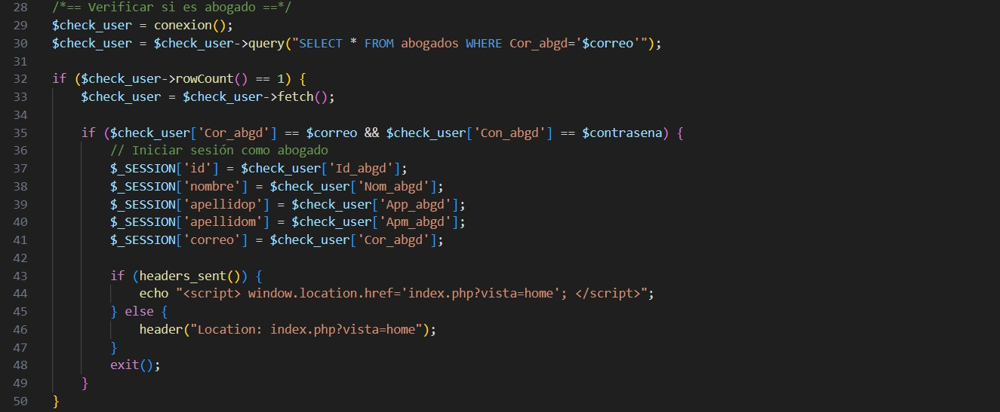 28 /*== Verificar si es abogado ==*/
29 $check_user = conexion();
30 $check_user = $check_user->query("SELECT * FROM abogados WHERE Cor_abgd='$correo'");
31
32 if ($check_user->rowCount() == 1) {
33     $check_user = $check_user->fetch();
34
35     if ($check_user['Cor_abgd'] == $correo && $check_user['Con_abgd'] == $contrasena) {
36         // Iniciar sesión como abogado
37         $_SESSION['id'] = $check_user['Id_abgd'];
38         $_SESSION['nombre'] = $check_user['Nom_abgd'];
39         $_SESSION['apellidop'] = $check_user['App_abgd'];
40         $_SESSION['apellidom'] = $check_user['Apm_abgd'];
41         $_SESSION['correo'] = $check_user['Cor_abgd'];
42
43         if (headers_sent()) {
44             echo "<script> window.location.href='index.php?vista=home'; </script>";
45         } else {
46             header("Location: index.php?vista=home");
47         }
48         exit();
49     }
50 }